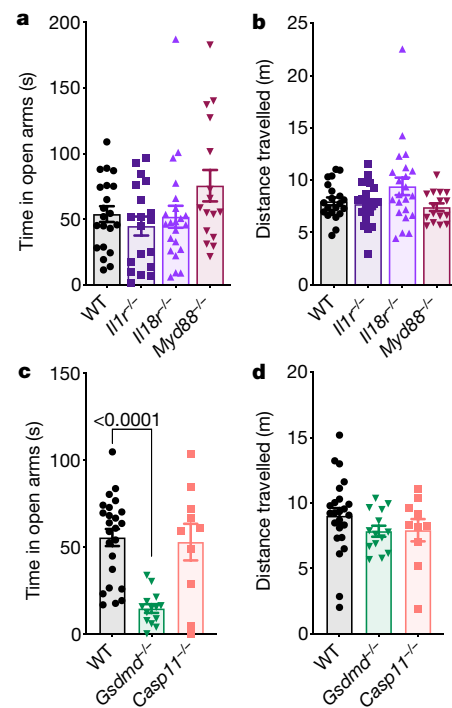 a
Time in open arms (s)
200
150
100
50
0
WT
Il1r−/−
Il18r−/−
Myd88−/−
b
Distance travelled (m)
25
20
15
10
5
0
WT
Il1r−/−
Il18r−/−
Myd88−/−
c
Time in open arms (s)
150
100
50
0
<0.0001
WT
Gsdmd−/−
Casp11−/−
d
Distance travelled (m)
20
15
10
5
0
WT
Gsdmd−/−
Casp11−/−